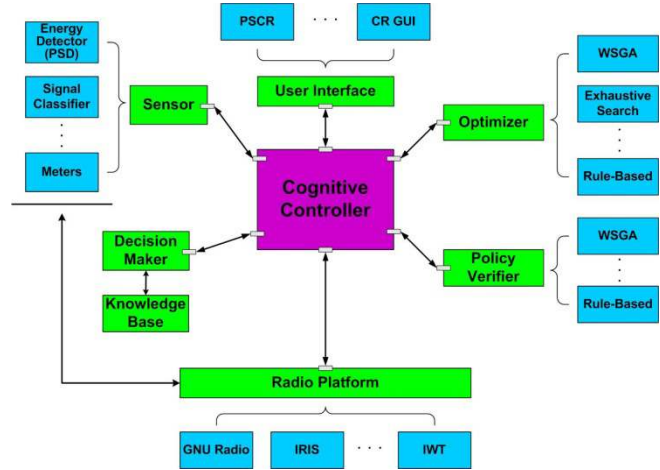 Energy
Detector
(PSD)
Signal
Classifier
Meters
Sensor
PSCR
CR GUI
User Interface
Optimizer
WSGA
Exhaustive
Search
Rule-Based
Cognitive
Controller
Decision
Maker
Knowledge
Base
Policy
Verifier
WSGA
Rule-Based
Radio Platform
GNU Radio
IRIS
IWT